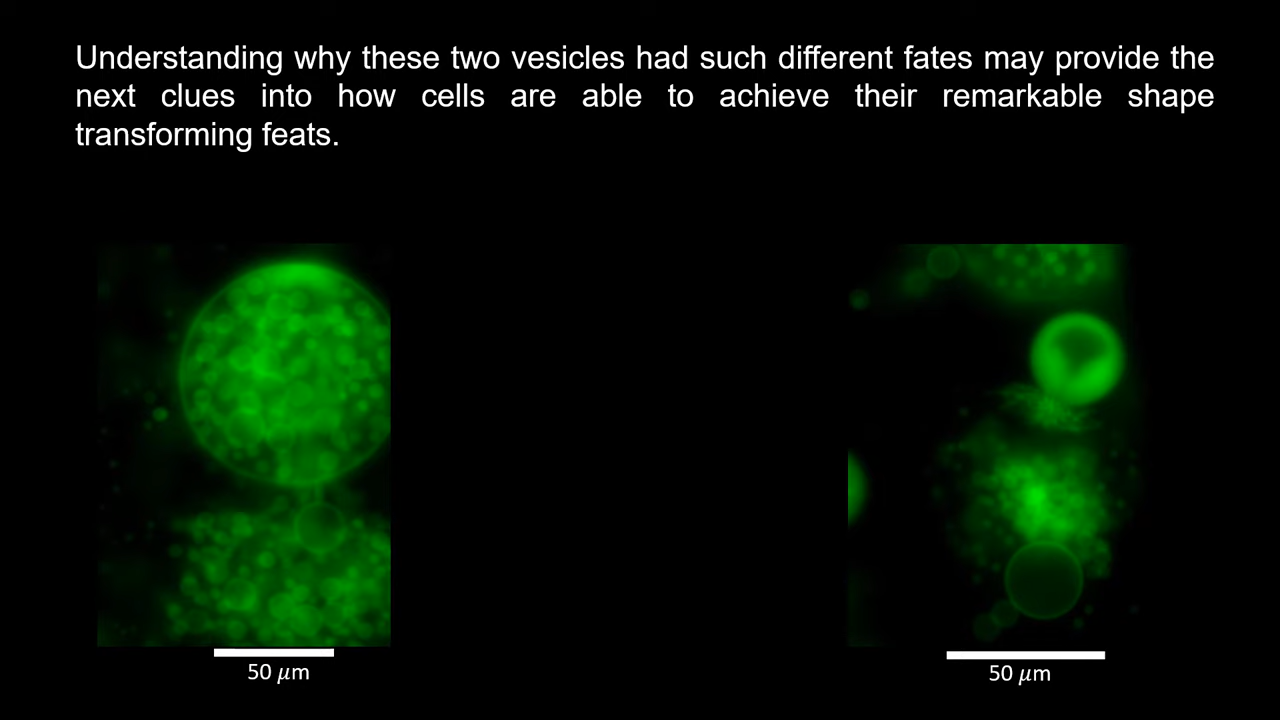 Understanding why these two vesicles had such different fates may provide the
next clues into how cells are able to achieve their remarkable shape
transforming feats.
50 μm
50 μm